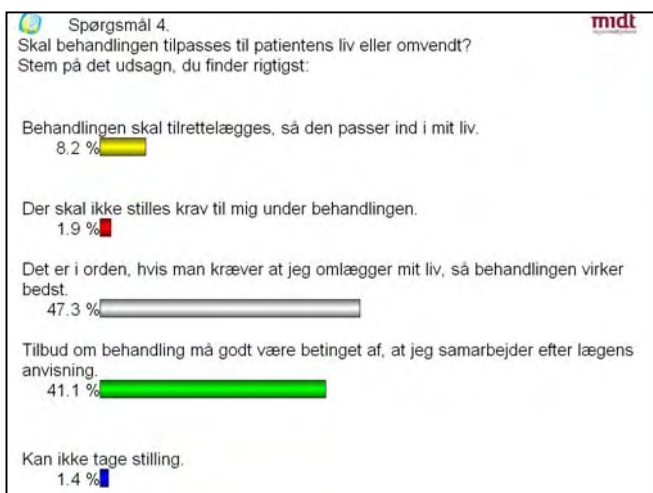 Spørgsmål 4.
midt
Skal behandlingen tilpasses til patientens liv eller omvendt?
Stem på det udsagn, du finder rigtigst:
Behandlingen skal tilrettelægges, så den passer ind i mit liv.
8.2 %
Der skal ikke stilles krav til mig under behandlingen.
1.9 %
Det er i orden, hvis man kræver at jeg omlægger mit liv, så behandlingen virker
bedst.
47.3 %
Tilbud om behandling må godt være betinget af, at jeg samarbejder efter lægens
anvisning.
41.1 %
Kan ikke tage stilling.
1.4 %